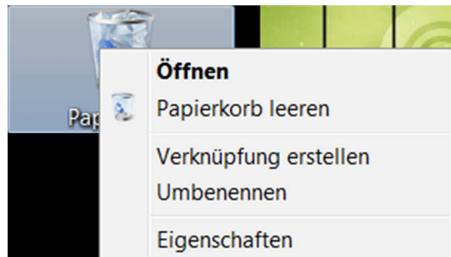 Öffnen
Papierkorb leeren
Verknüpfung erstellen
Umbenennen
Eigenschaften